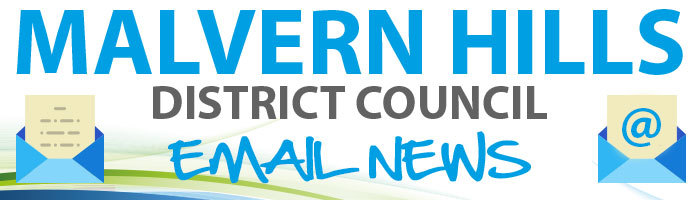 MALVERN HILLS
DISTRICT COUNCIL
EMAIL NEWS
@